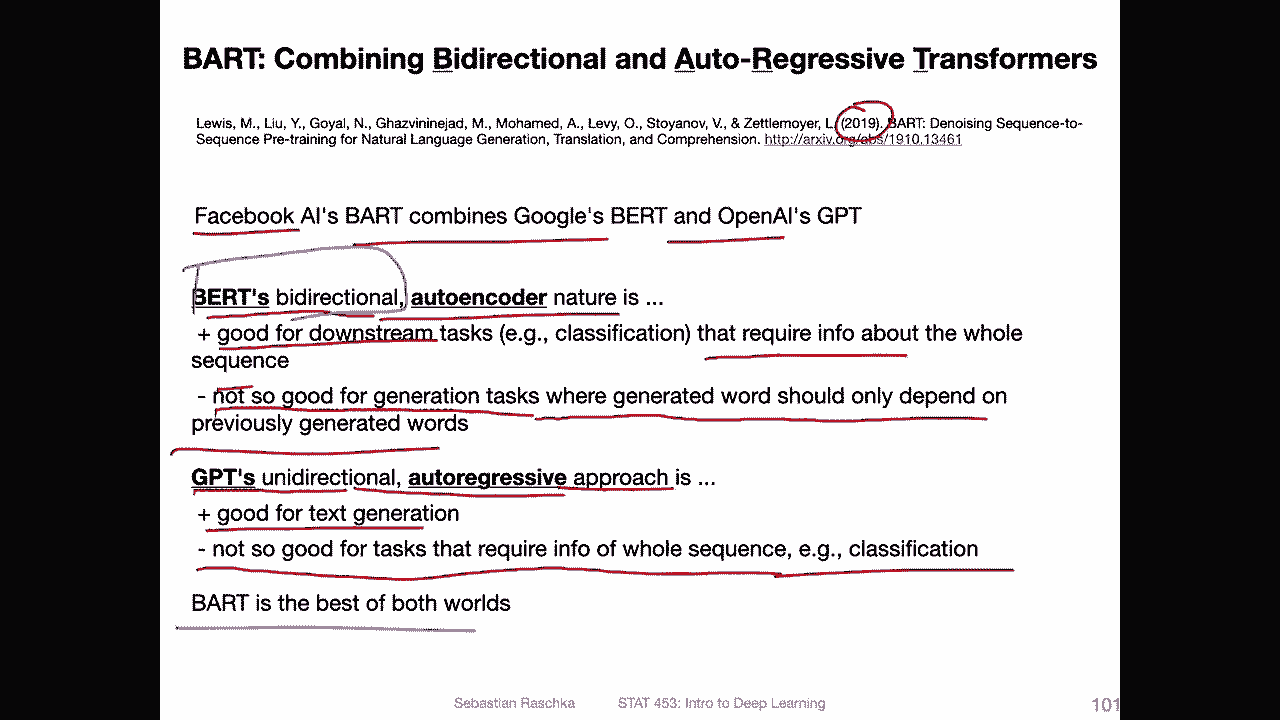 BART: Combining Bidirectional and Auto-Regressive Transformers
Lewis, M., Liu, Y., Goyal, N., Ghazvininejad, M., Mohamed, A., Levy, O., Stoyanov, V., & Zettlemoyer, L. (2019). BART: Denoising Sequence-to-
Sequence Pre-training for Natural Language Generation, Translation, and Comprehension. http://arxiv.org/abs/1910.13461
Facebook AI's BART combines Google's BERT and OpenAI's GPT
BERT's bidirectional, autoencoder nature is ...
+ good for downstream tasks (e.g., classification) that require info about the whole
sequence
- not so good for generation tasks where generated word should only depend on
previously generated words
GPT's unidirectional, autoregressive approach is ...
+ good for text generation
- not so good for tasks that require info of whole sequence, e.g., classification
BART is the best of both worlds
Sebastian Raschka STAT 453: Intro to Deep Learning 101